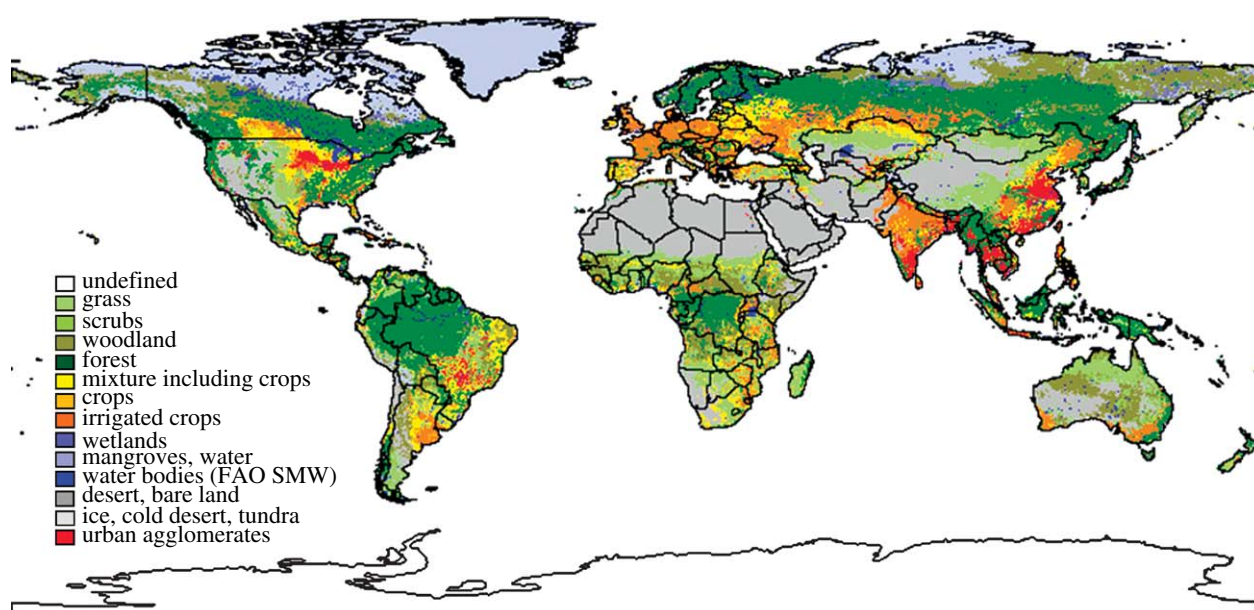 undefined
grass
scrubs
woodland
forest
mixture including crops
crops
irrigated crops
wetlands
mangroves, water
water bodies (FAO SMW)
desert, bare land
ice, cold desert, tundra
urban agglomerates